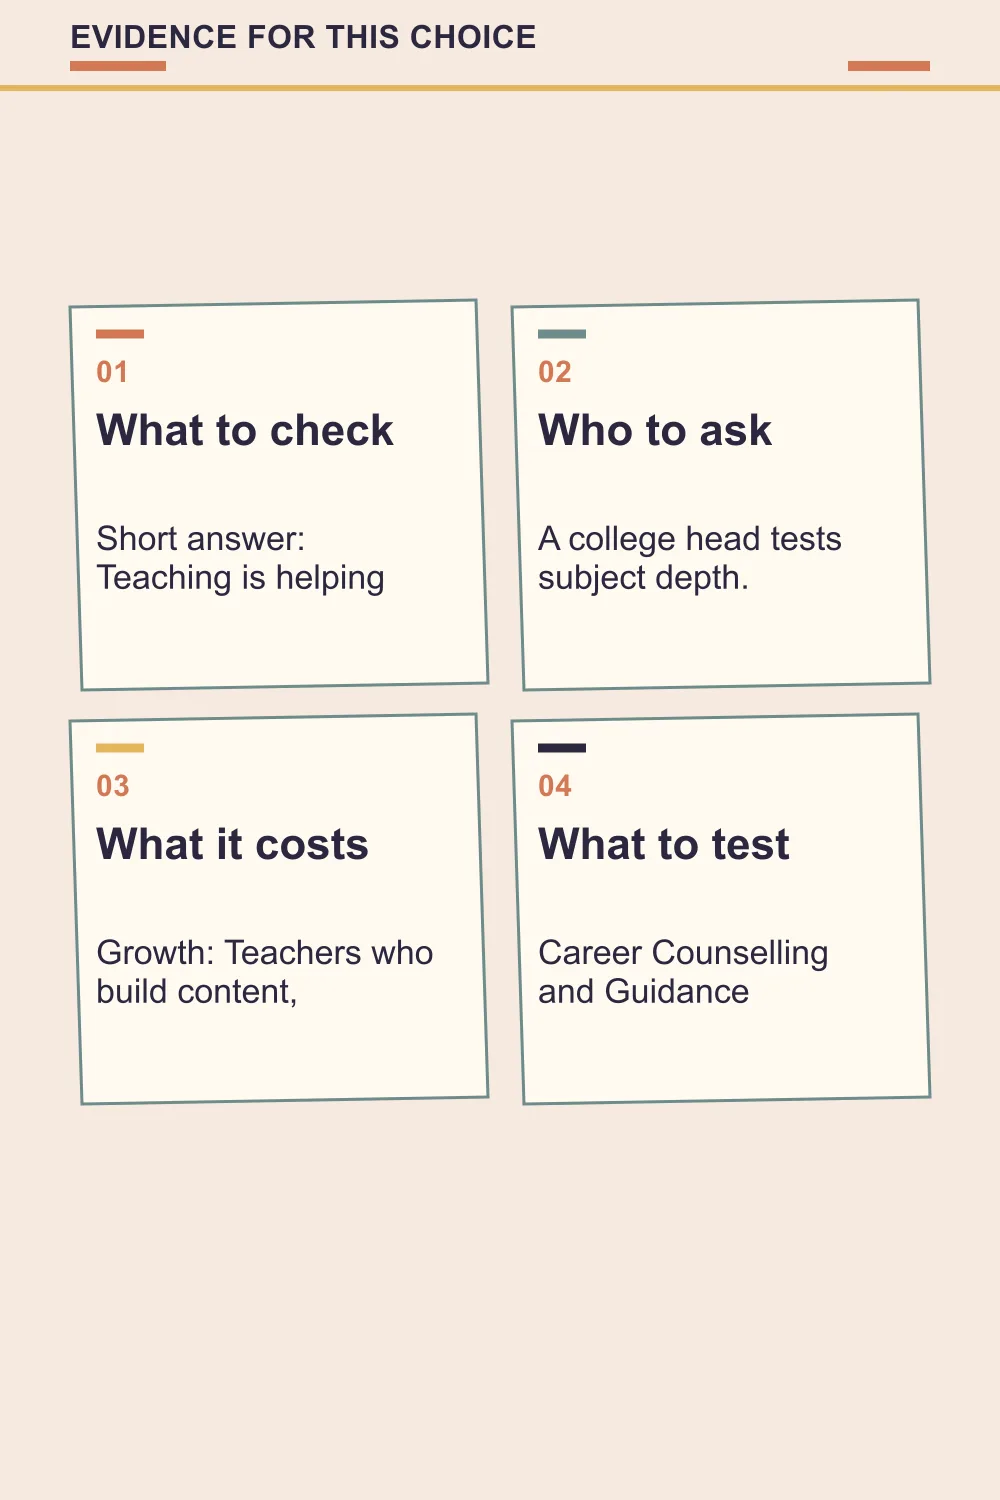 EVIDENCE FOR THIS CHOICE
01
What to check
Short answer:
Teaching is helping
02
Who to ask
A college head tests
subject depth.
03
What it costs
Growth: Teachers who
build content,
04
What to test
Career Counselling
and Guidance